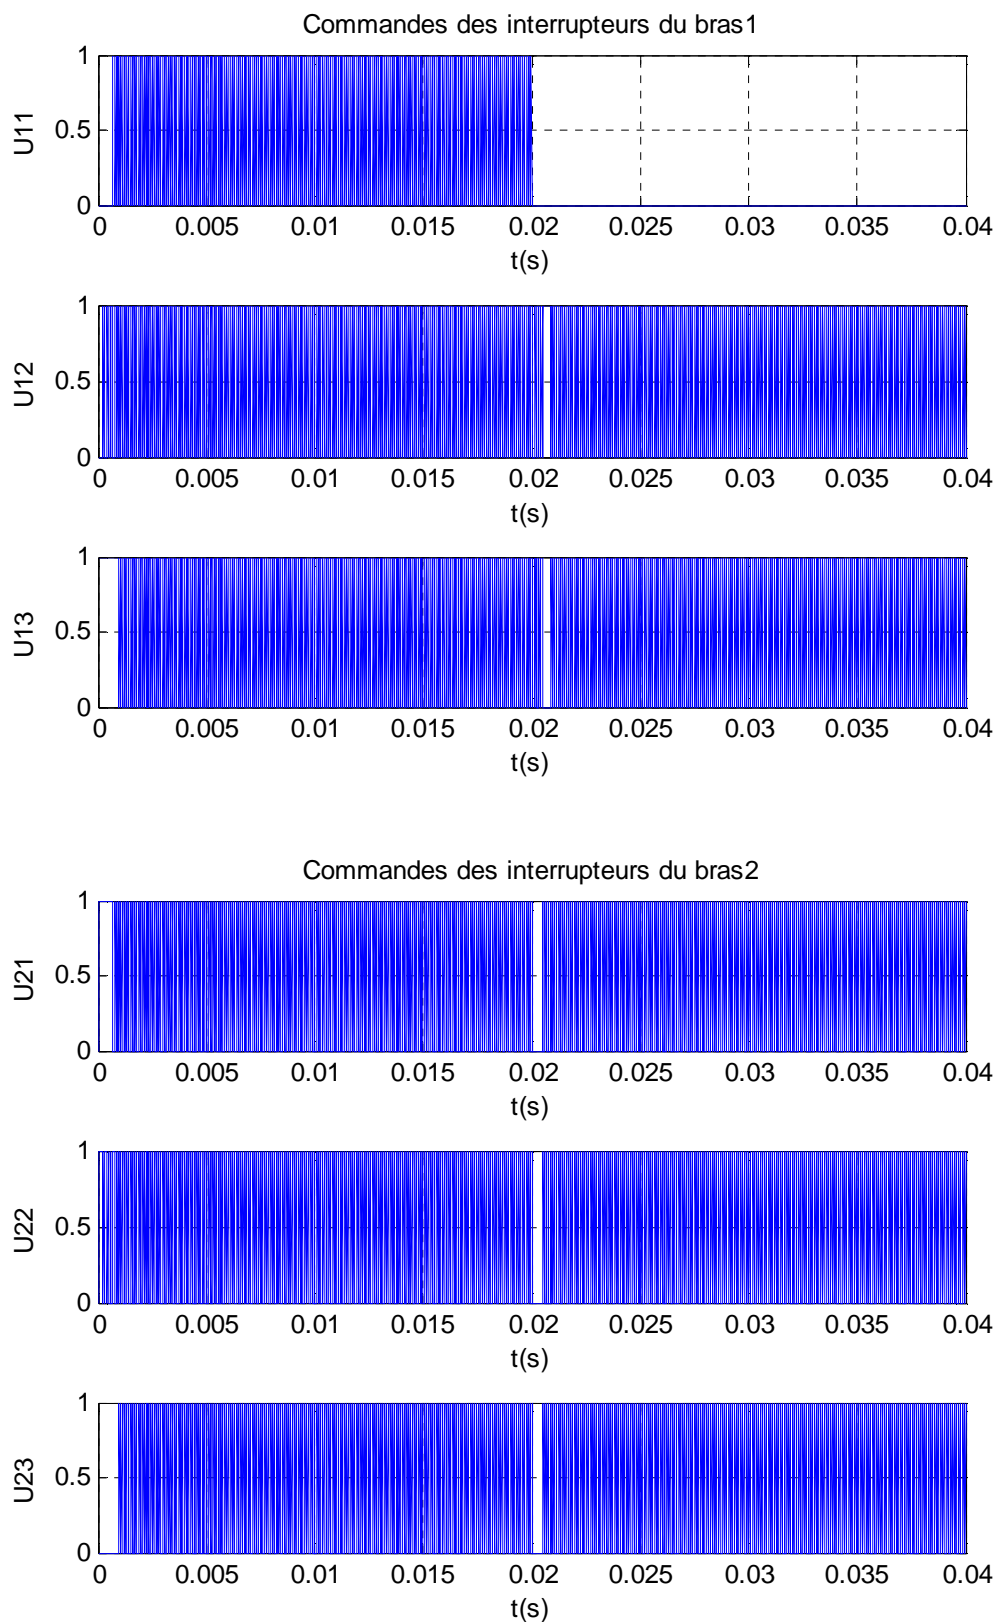 Commandes des interrupteurs du bras1
1
0.5
0
U11
0 0.005 0.01 0.015 0.02 0.025 0.03 0.035 0.04
t(s)
1
0.5
0
U12
0 0.005 0.01 0.015 0.02 0.025 0.03 0.035 0.04
t(s)
1
0.5
0
U13
0 0.005 0.01 0.015 0.02 0.025 0.03 0.035 0.04
t(s)
Commandes des interrupteurs du bras2
1
0.5
0
U21
0 0.005 0.01 0.015 0.02 0.025 0.03 0.035 0.04
t(s)
1
0.5
0
U22
0 0.005 0.01 0.015 0.02 0.025 0.03 0.035 0.04
t(s)
1
0.5
0
U23
0 0.005 0.01 0.015 0.02 0.025 0.03 0.035 0.04
t(s)